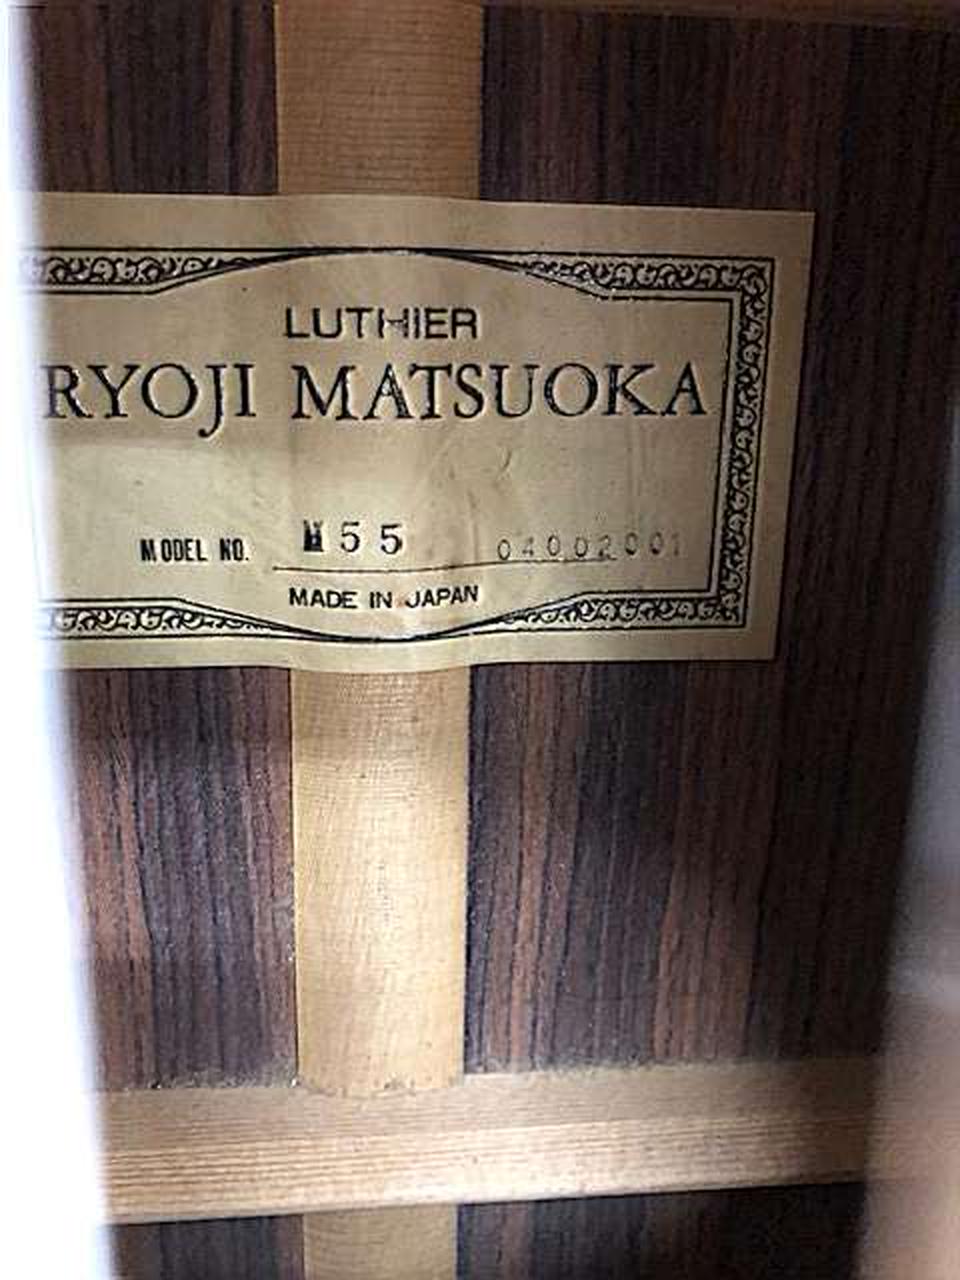 LUTHIER
RYOJI MATSUOKA
MODEL NO. M55 04002001
MADE IN JAPAN